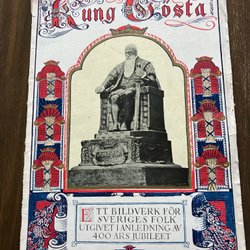 Kung Gösta
ETT BILDVERK FÖR
SVERIGES FOLK
UTGIVET I ANLEDNING AV
400 ÅRS JUBILEET